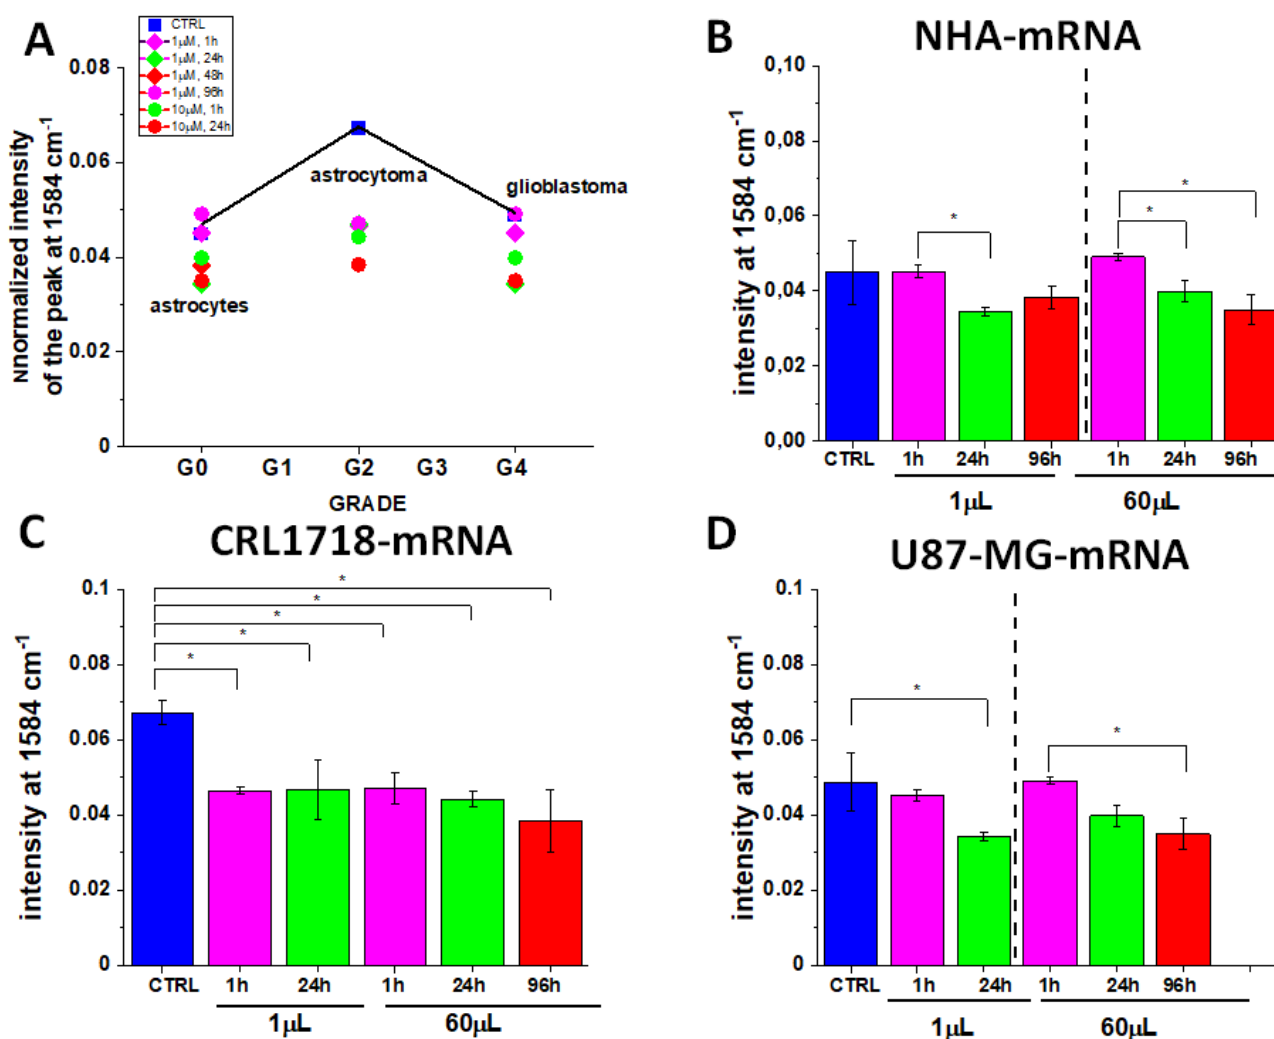 A
CTRL
1µM, 1h
1µM, 24h
1µM, 48h
1µM, 96h
10µM, 1h
10µM, 24h
Nnormalized intensity
of the peak at 1584 cm⁻¹
0.08
0.06
0.04
0.02
0
astrocytoma
glioblastoma
astrocytes
G0 G1 G2 G3 G4
GRADE
B
NHA-mRNA
intensity at 1584 cm⁻¹
0,10
0,08
0,06
0,04
0,02
0,00
*
*
*
CTRL 1h 24h 96h 1h 24h 96h
1µL 60µL
C
CRL1718-mRNA
intensity at 1584 cm⁻¹
0.1
0.08
0.06
0.04
0.02
0
*
*
*
*
*
CTRL 1h 24h 1h 24h 96h
1µL 60µL
D
U87-MG-mRNA
intensity at 1584 cm⁻¹
0.1
0.08
0.06
0.04
0.02
0
*
*
CTRL 1h 24h 1h 24h 96h
1µL 60µL